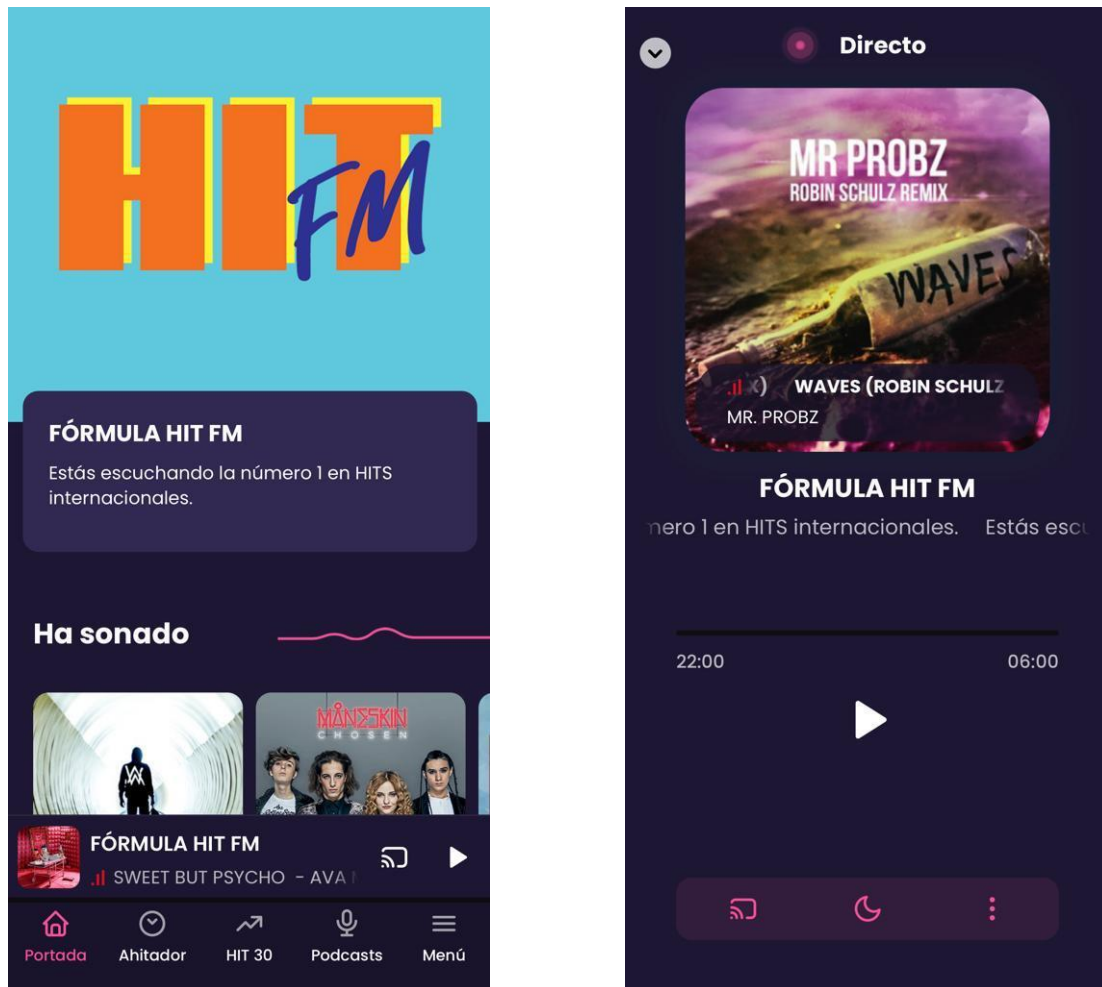 HIT
FM
FÓRMULA HIT FM
Estás escuchando la número 1 en HITS
internacionales.
Ha sonado
MÅNESKIN
CHOSEN
FÓRMULA HIT FM
SWEET BUT PSYCHO - AVA
Portada
Ahitador
HIT 30
Podcasts
Menú
Directo
MR PROBZ
ROBIN SCHULZ REMIX
WAVES
X) WAVES (ROBIN SCHULZ
MR. PROBZ
FÓRMULA HIT FM
mero 1 en HITS internacionales. Estás escu
22:00 06:00